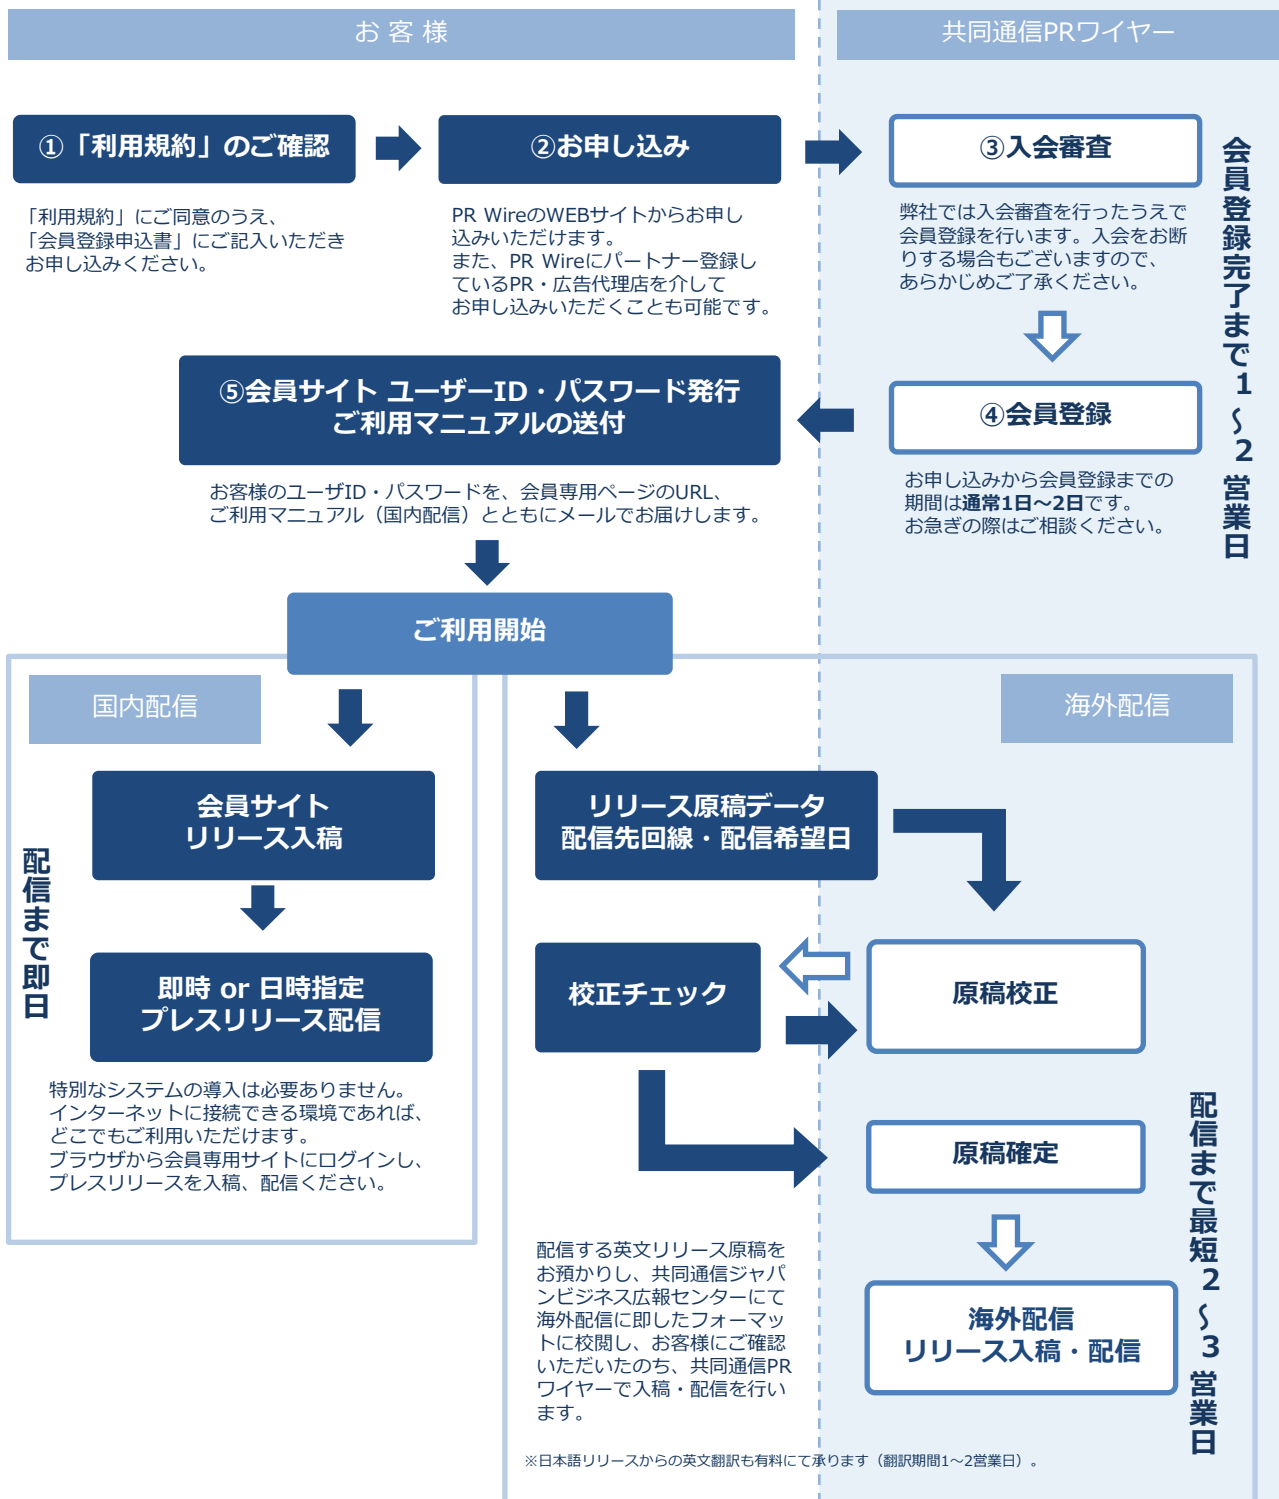 お 客 様
共同通信PRワイヤー
①「利用規約」のご確認
「利用規約」にご同意のうえ、
「会員登録申込書」にご記入いただき
お申し込みください。
②お申し込み
PR WireのWEBサイトからお申し
込みいただけます。
また、PR Wireにパートナー登録し
ているPR・広告代理店を介して
お申し込みいただくことも可能です。
③入会審査
弊社では入会審査を行ったうえで
会員登録を行います。入会をお断
りする場合もございますので、
あらかじめご了承ください。
④会員登録
お申し込みから会員登録までの
期間は通常1日～2日です。
お急ぎの際はご相談ください。
会員登録完了まで1～2営業日
⑤会員サイト ユーザーID・パスワード発行
ご利用マニュアルの送付
お客様のユーザID・パスワードを、会員専用ページのURL、
ご利用マニュアル（国内配信）とともにメールでお届けします。
ご利用開始
国内配信
会員サイト
リリース入稿
即時 or 日時指定
プレスリリース配信
配信まで即日
特別なシステムの導入は必要ありません。
インターネットに接続できる環境であれば、
どこでもご利用いただけます。
ブラウザから会員専用サイトにログインし、
プレスリリースを入稿、配信ください。
海外配信
リリース原稿データ
配信先回線・配信希望日
校正チェック
原稿校正
原稿確定
海外配信
リリース入稿・配信
配信まで最短2～3営業日
配信する英文リリース原稿を
お預かりし、共同通信ジャパ
ンビジネス広報センターにて
海外配信に即したフォーマッ
トに校閲し、お客様にご確認
いただいたのち、共同通信PR
ワイヤーで入稿・配信を行い
ます。
※日本語リリースからの英文翻訳も有料にて承ります（翻訳期間1～2営業日）。